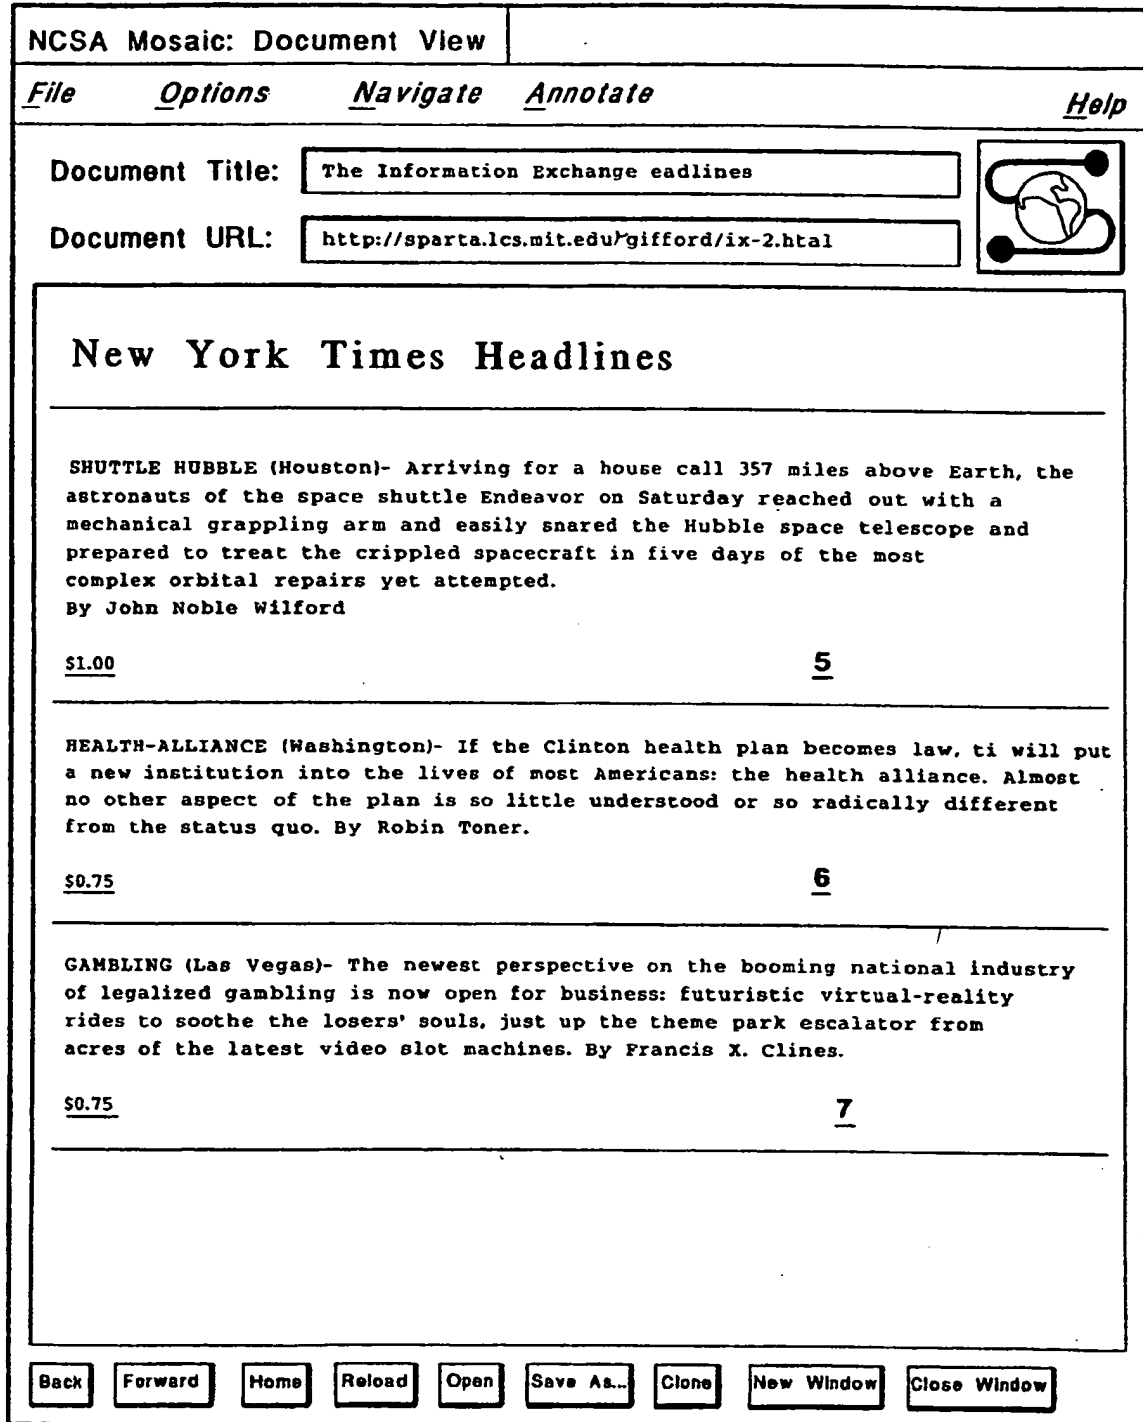 NCSA Mosaic: Document View
File Options Navigate Annotate Help
Document Title: The Information Exchange eadlines
Document URL: http://sparta.lcs.mit.edu/~gifford/ix-2.htal
New York Times Headlines
SHUTTLE HUBBLE (Houston)- Arriving for a house call 357 miles above Earth, the
astronauts of the space shuttle Endeavor on Saturday reached out with a
mechanical grappling arm and easily snared the Hubble space telescope and
prepared to treat the crippled spacecraft in five days of the most
complex orbital repairs yet attempted.
By John Noble Wilford
$1.00 5
HEALTH-ALLIANCE (Washington)- If the Clinton health plan becomes law, ti will put
a new institution into the lives of most Americans: the health alliance. Almost
no other aspect of the plan is so little understood or so radically different
from the status quo. By Robin Toner.
$0.75 6
GAMBLING (Las Vegas)- The newest perspective on the booming national industry
of legalized gambling is now open for business: futuristic virtual-reality
rides to soothe the losers' souls, just up the theme park escalator from
acres of the latest video slot machines. By Francis X. Clines.
$0.75 7
Back Forward Home Reload Open Save As... Clone New Window Close Window